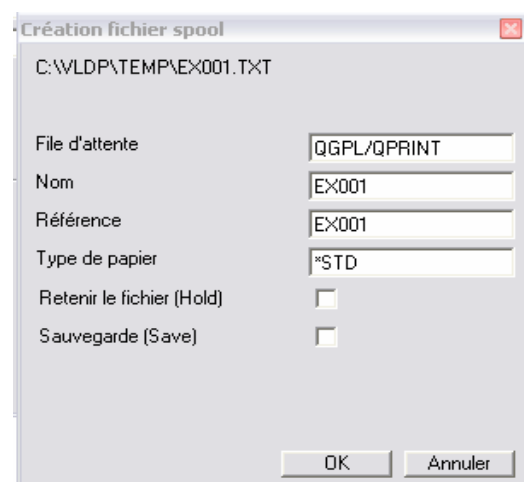 Création fichier spool
C:\VLDP\TEMP\EX001.TXT
File d'attente QGPL/QPRINT
Nom EX001
Référence EX001
Type de papier *STD
Retenir le fichier (Hold)
Sauvegarde (Save)
OK Annuler